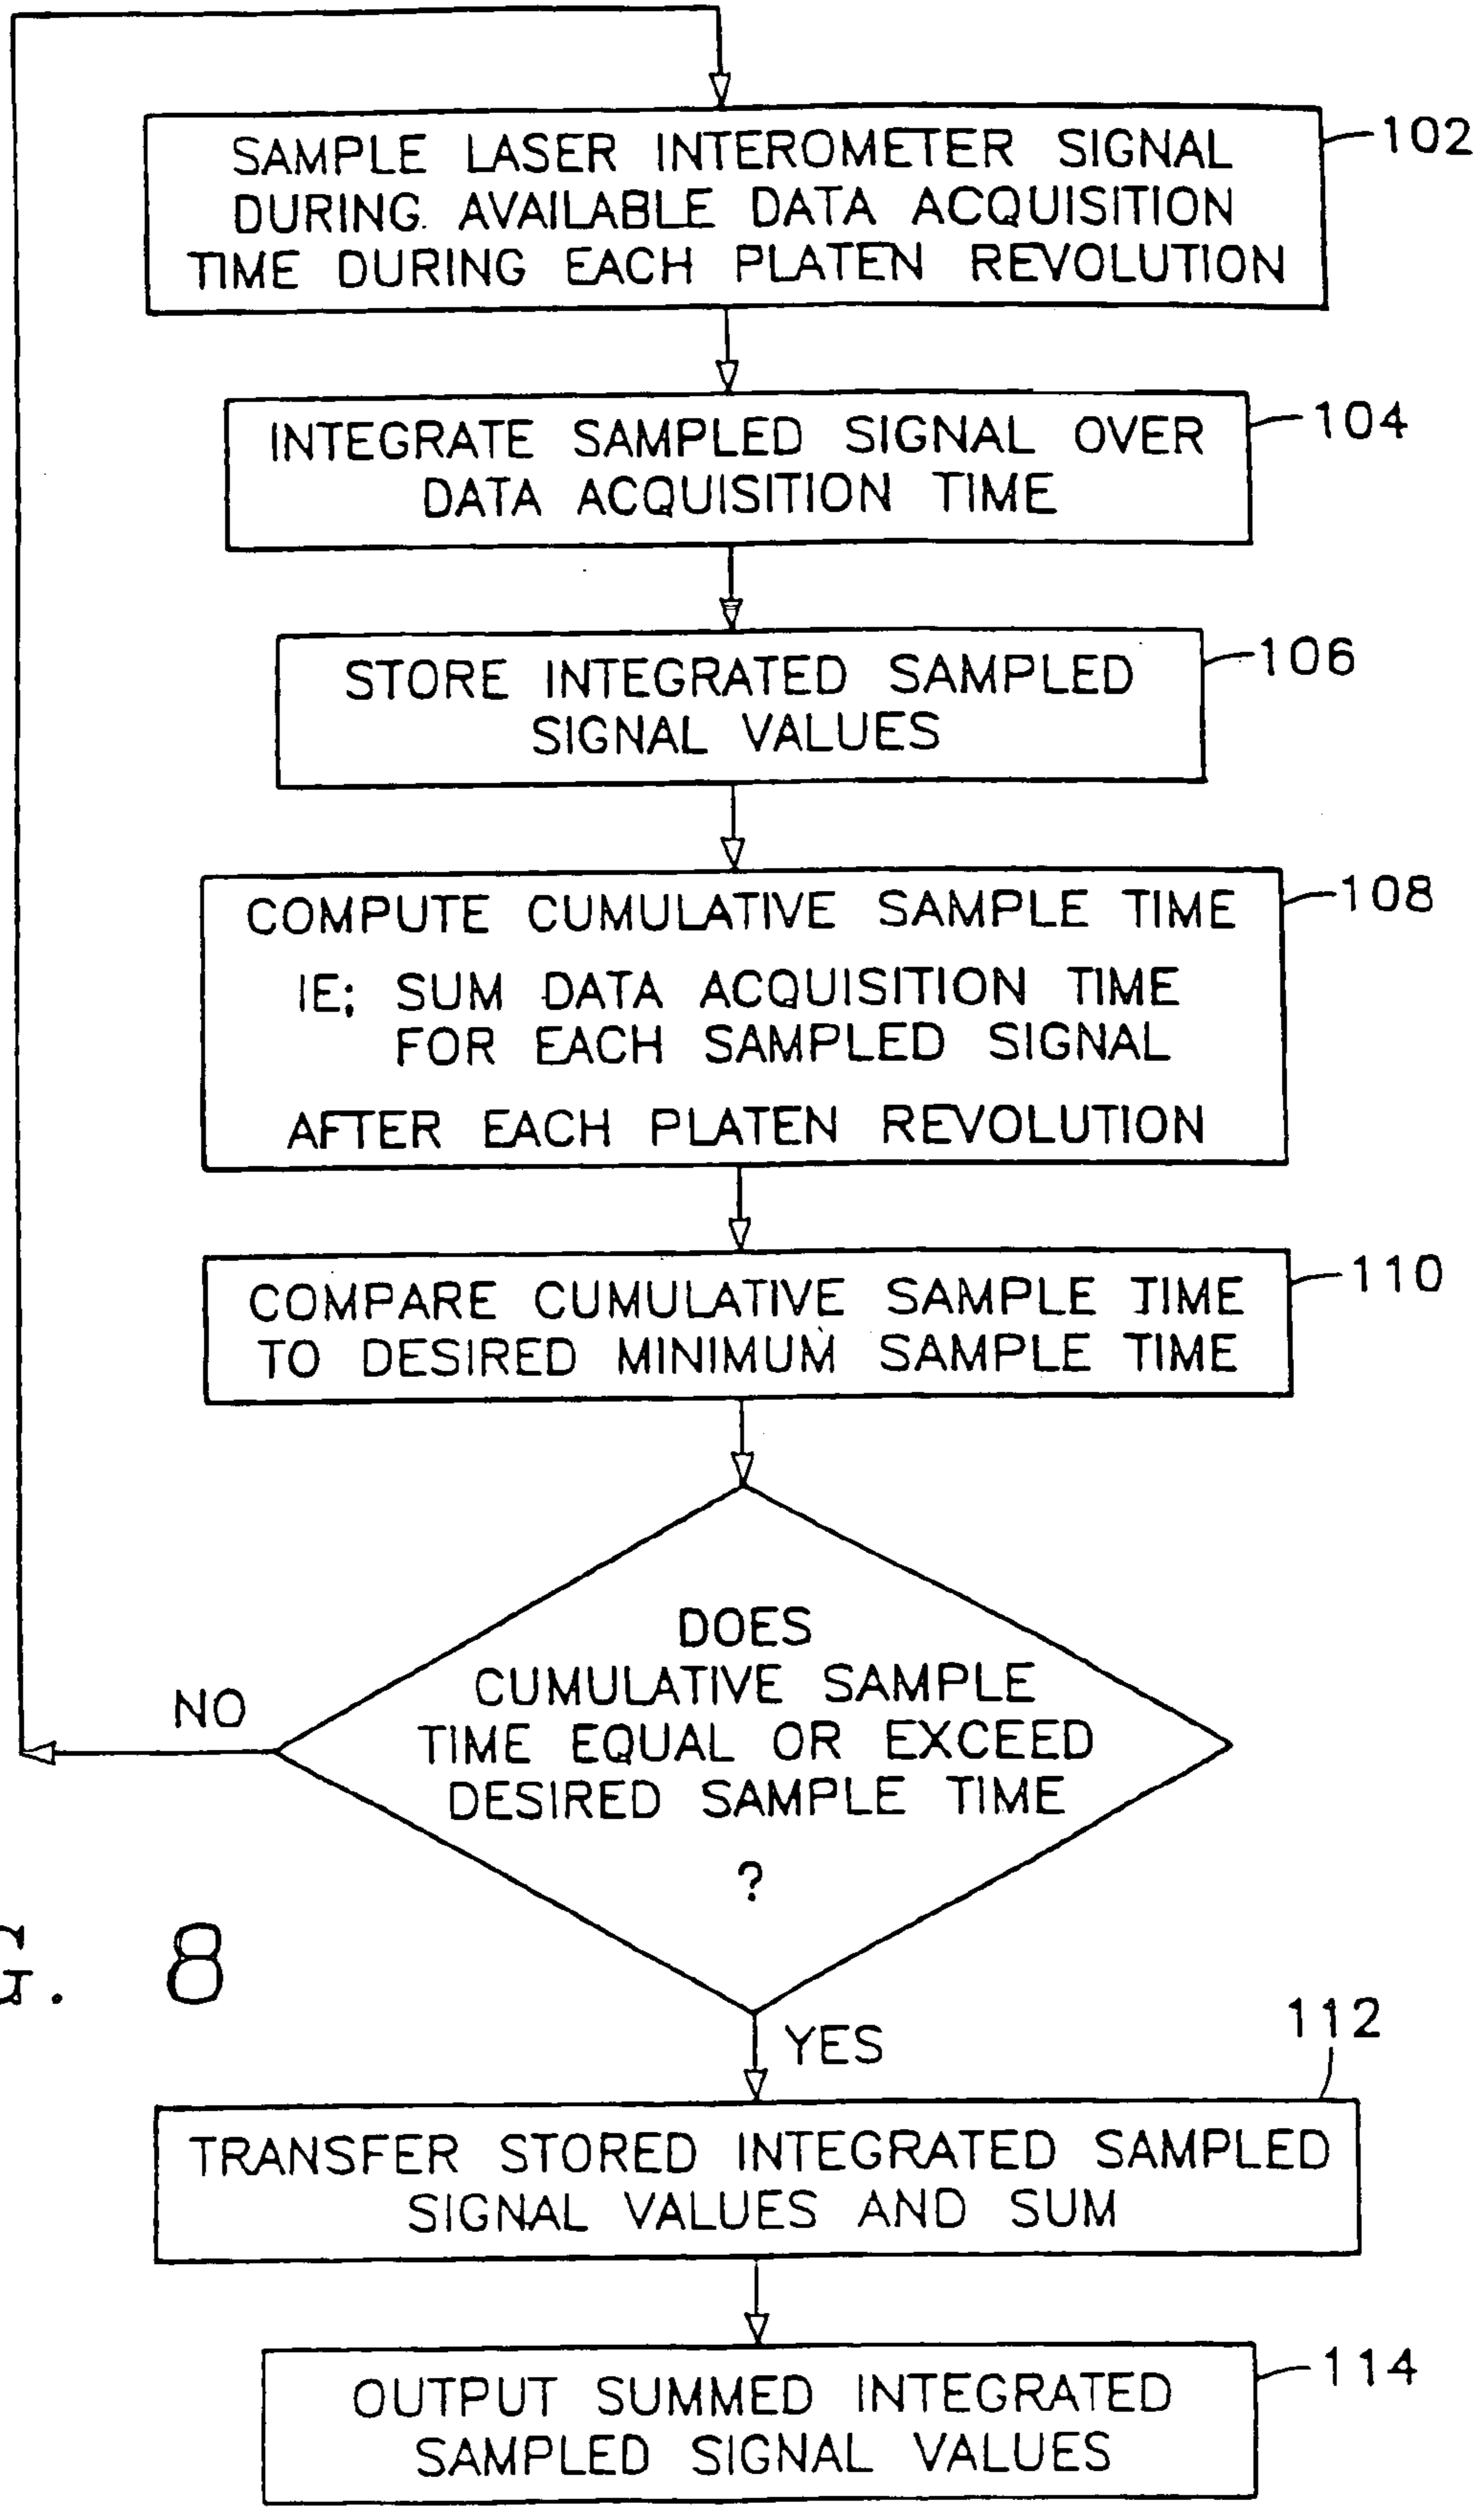 SAMPLE LASER INTEROMETER SIGNAL
DURING AVAILABLE DATA ACQUISITION
TIME DURING EACH PLATEN REVOLUTION
102
INTEGRATE SAMPLED SIGNAL OVER
DATA ACQUISITION TIME
104
STORE INTEGRATED SAMPLED
SIGNAL VALUES
106
COMPUTE CUMULATIVE SAMPLE TIME
IE; SUM DATA ACQUISITION TIME
FOR EACH SAMPLED SIGNAL
AFTER EACH PLATEN REVOLUTION
108
COMPARE CUMULATIVE SAMPLE TIME
TO DESIRED MINIMUM SAMPLE TIME
110
DOES
CUMULATIVE SAMPLE
TIME EQUAL OR EXCEED
DESIRED SAMPLE TIME
?
NO
G. 8
YES
112
TRANSFER STORED INTEGRATED SAMPLED
SIGNAL VALUES AND SUM
OUTPUT SUMMED INTEGRATED
SAMPLED SIGNAL VALUES
114